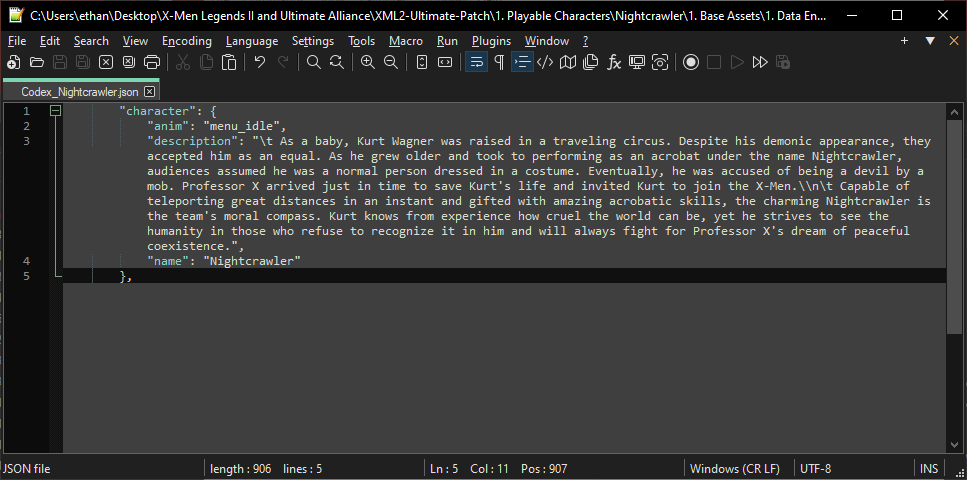 C:\Users\ethan\Desktop\X-Men Legends II and Ultimate Alliance\XML2-Ultimate-Patch\1. Playable Characters\Nightcrawler\1. Base Assets\1. Data En...
File Edit Search View Encoding Language Settings Tools Macro Run Plugins Window ?
Codex_Nightcrawler.json
1 "character": {
2 "anim": "menu_idle",
3 "description": "\t As a baby, Kurt Wagner was raised in a traveling circus. Despite his demonic appearance, they
accepted him as an equal. As he grew older and took to performing as an acrobat under the name Nightcrawler,
audiences assumed he was a normal person dressed in a costume. Eventually, he was accused of being a devil by a
mob. Professor X arrived just in time to save Kurt's life and invited Kurt to join the X-Men.\\n\t Capable of
teleporting great distances in an instant and gifted with amazing acrobatic skills, the charming Nightcrawler is
the team's moral compass. Kurt knows from experience how cruel the world can be, yet he strives to see the
humanity in those who refuse to recognize it in him and will always fight for Professor X's dream of peaceful
coexistence.",
4 "name": "Nightcrawler"
5 },
JSON file length : 906 lines : 5 Ln : 5 Col : 11 Pos : 907 Windows (CR LF) UTF-8 INS